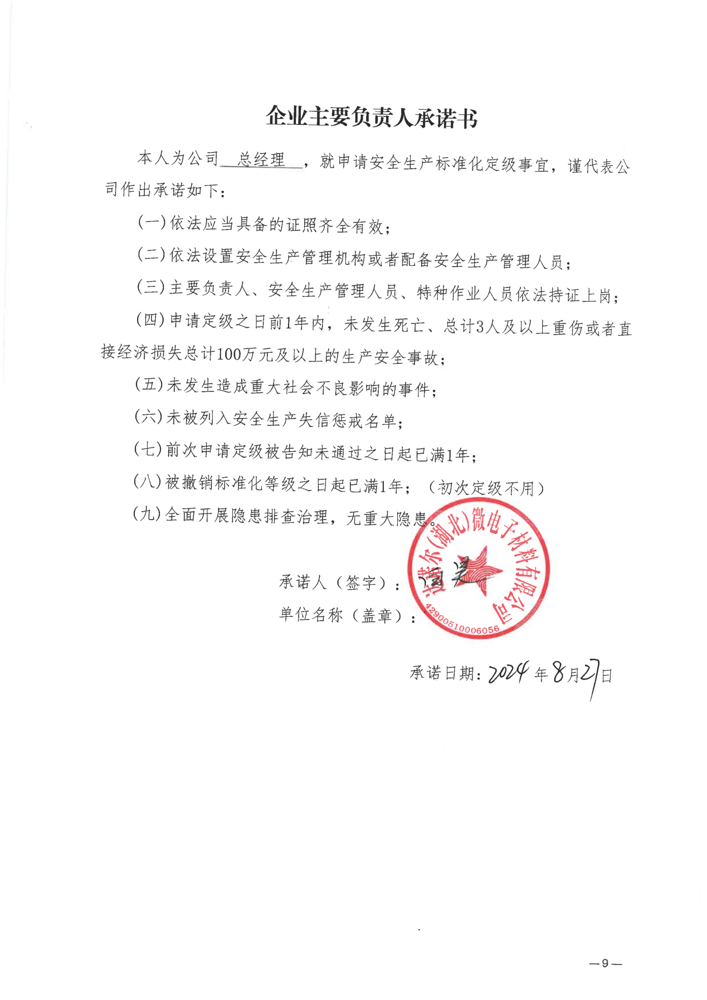 企业主要负责人承诺书
本人为公司 总经理 ，就申请安全生产标准化定级事宜，谨代表公
司作出承诺如下：
(一)依法应当具备的证照齐全有效；
(二)依法设置安全生产管理机构或者配备安全生产管理人员；
(三)主要负责人、安全生产管理人员、特种作业人员依法持证上岗；
(四)申请定级之日前1年内，未发生死亡、总计3人及以上重伤或者直
接经济损失总计100万元及以上的生产安全事故；
(五)未发生造成重大社会不良影响的事件；
(六)未被列入安全生产失信惩戒名单；
(七)前次申请定级被告知未通过之日起已满1年；
(八)被撤销标准化等级之日起已满1年；（初次定级不用）
(九)全面开展隐患排查治理，无重大隐患。
承诺人（签字）：
单位名称（盖章）：
达诺尔(湖北)微电子材料有限公司
42900510006056
承诺日期：2024年8月27日
—9—